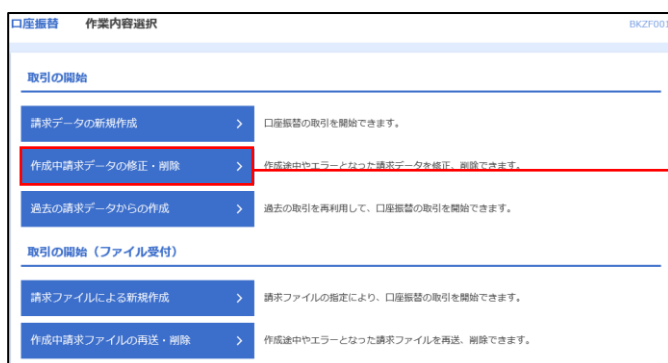 口座振替 作業内容選択 BKZF001
取引の開始
請求データの新規作成 口座振替の取引を開始できます。
作成中請求データの修正・削除 作成途中やエラーとなった請求データを修正、削除できます。
過去の請求データからの作成 過去の取引を再利用して、口座振替の取引を開始できます。
取引の開始（ファイル受付）
請求ファイルによる新規作成 請求ファイルの指定により、口座振替の取引を開始できます。
作成中請求ファイルの再送・削除 作成途中やエラーとなった請求ファイルを再送、削除できます。